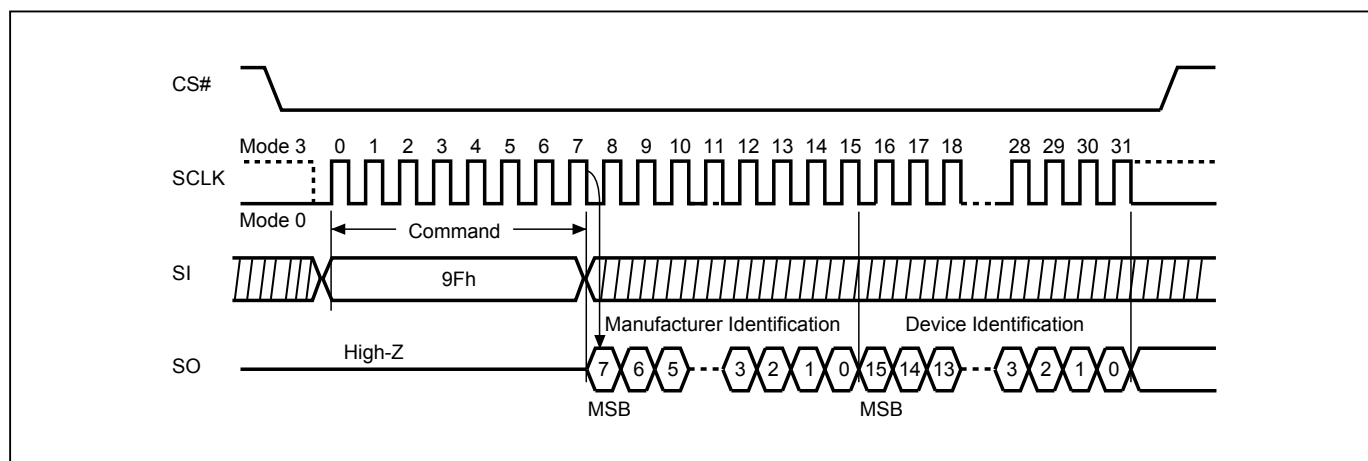 CS#
Mode 3 0 1 2 3 4 5 6 7 8 9 10 11 12 13 14 15 16 17 18 28 29 30 31
SCLK
Mode 0
Command
SI 9Fh
Manufacturer Identification Device Identification
High-Z
SO 7 6 5 3 2 1 0 15 14 13 3 2 1 0
MSB MSB